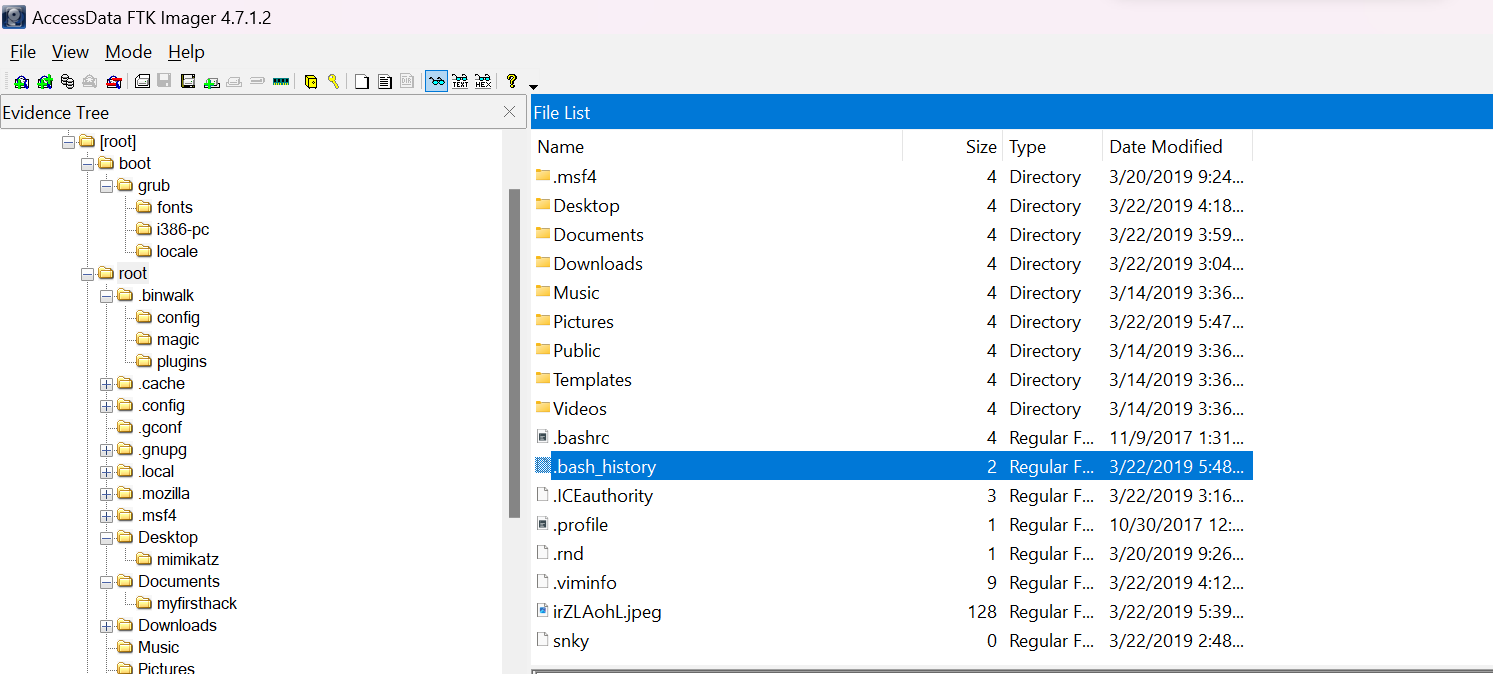 AccessData FTK Imager 4.7.1.2
File View Mode Help
TEXT HEX ?
Evidence Tree
[root]
boot
grub
fonts
i386-pc
locale
root
.binwalk
config
magic
plugins
.cache
.config
.gconf
.gnupg
.local
.mozilla
.msf4
Desktop
mimikatz
Documents
myfirsthack
Downloads
Music
Pictures
File List
Name Size Type Date Modified
.msf4 4 Directory 3/20/2019 9:24...
Desktop 4 Directory 3/22/2019 4:18...
Documents 4 Directory 3/22/2019 3:59...
Downloads 4 Directory 3/22/2019 3:04...
Music 4 Directory 3/14/2019 3:36...
Pictures 4 Directory 3/22/2019 5:47...
Public 4 Directory 3/14/2019 3:36...
Templates 4 Directory 3/14/2019 3:36...
Videos 4 Directory 3/14/2019 3:36...
.bashrc 4 Regular F... 11/9/2017 1:31...
.bash_history 2 Regular F... 3/22/2019 5:48...
.ICEauthority 3 Regular F... 3/22/2019 3:16...
.profile 1 Regular F... 10/30/2017 12:...
.rnd 1 Regular F... 3/20/2019 9:26...
.viminfo 9 Regular F... 3/22/2019 4:12...
irZLAohL.jpeg 128 Regular F... 3/22/2019 5:39...
snky 0 Regular F... 3/22/2019 2:48...